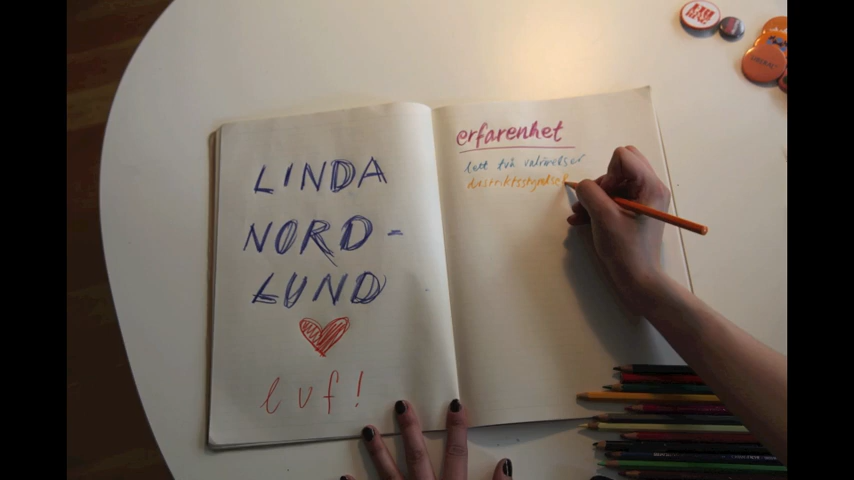 LINDA
NORD-
LUND
luf!
erfarenhet
lett två valrörelser
distriktsstyrelse